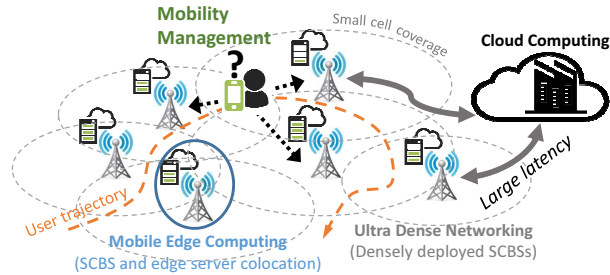 Mobility
Management
?
Small cell coverage
Cloud Computing
Large latency
User trajectory
Mobile Edge Computing
(SCBS and edge server colocation)
Ultra Dense Networking
(Densely deployed SCBSs)